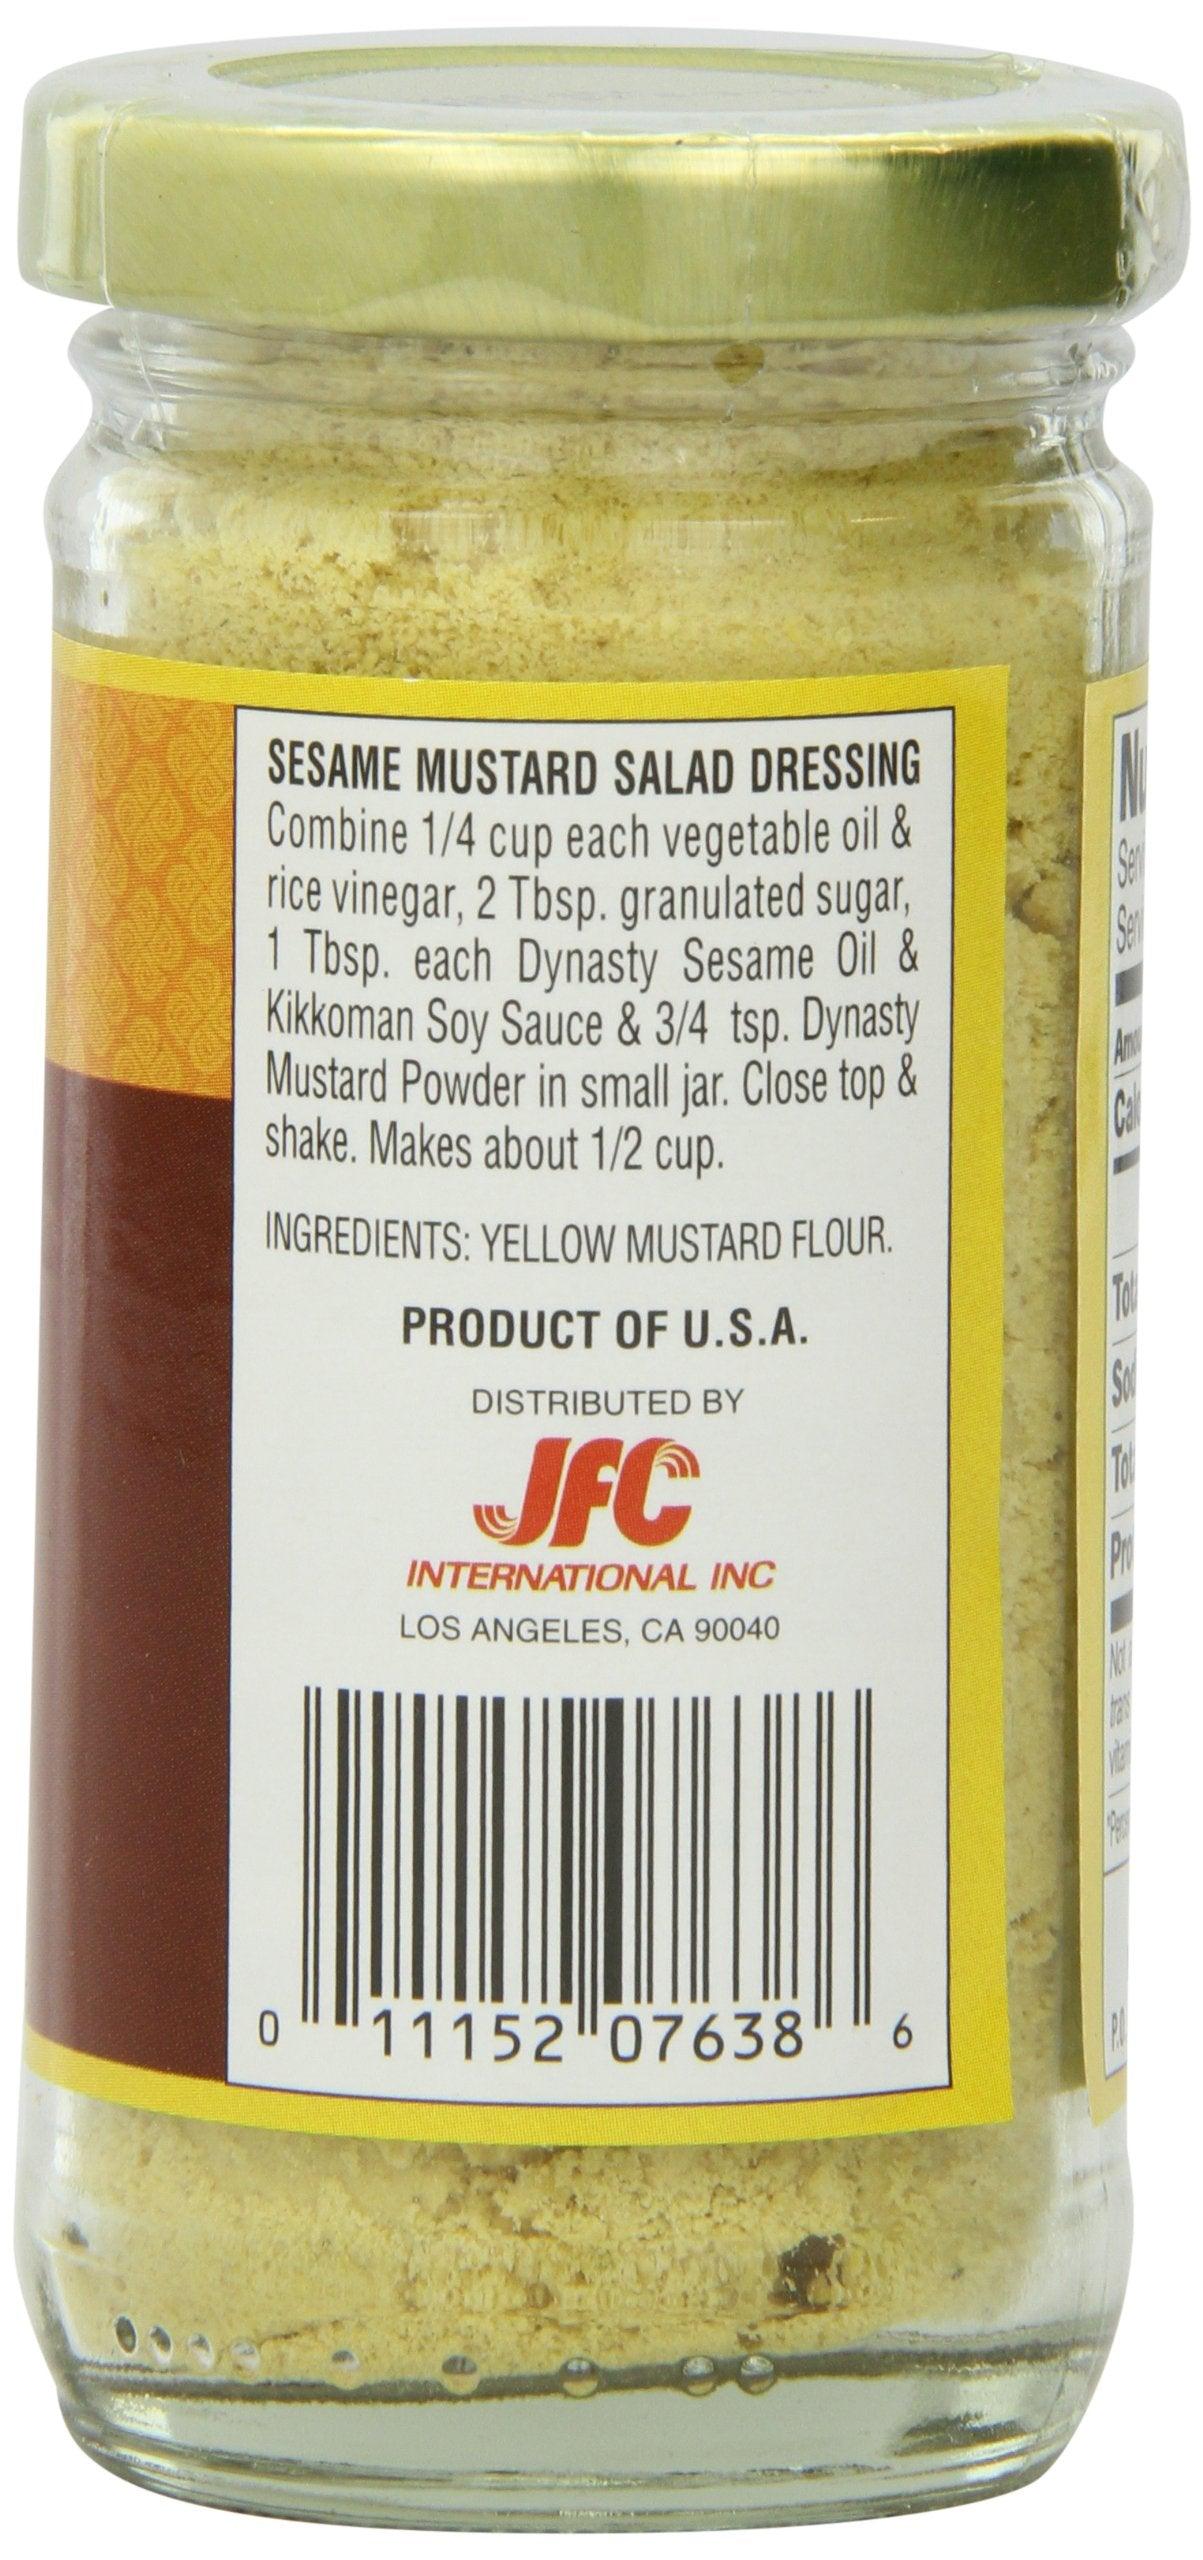 SESAME MUSTARD SALAD DRESSING
Combine 1/4 cup each vegetable oil &
rice vinegar, 2 Tbsp. granulated sugar,
1 Tbsp. each Dynasty Sesame Oil &
Kikkoman Soy Sauce & 3/4 tsp. Dynasty
Mustard Powder in small jar. Close top &
shake. Makes about 1/2 cup.
INGREDIENTS: YELLOW MUSTARD FLOUR.
PRODUCT OF U.S.A.
DISTRIBUTED BY
JFC
INTERNATIONAL INC
LOS ANGELES, CA 90040
0 11152 07638 6